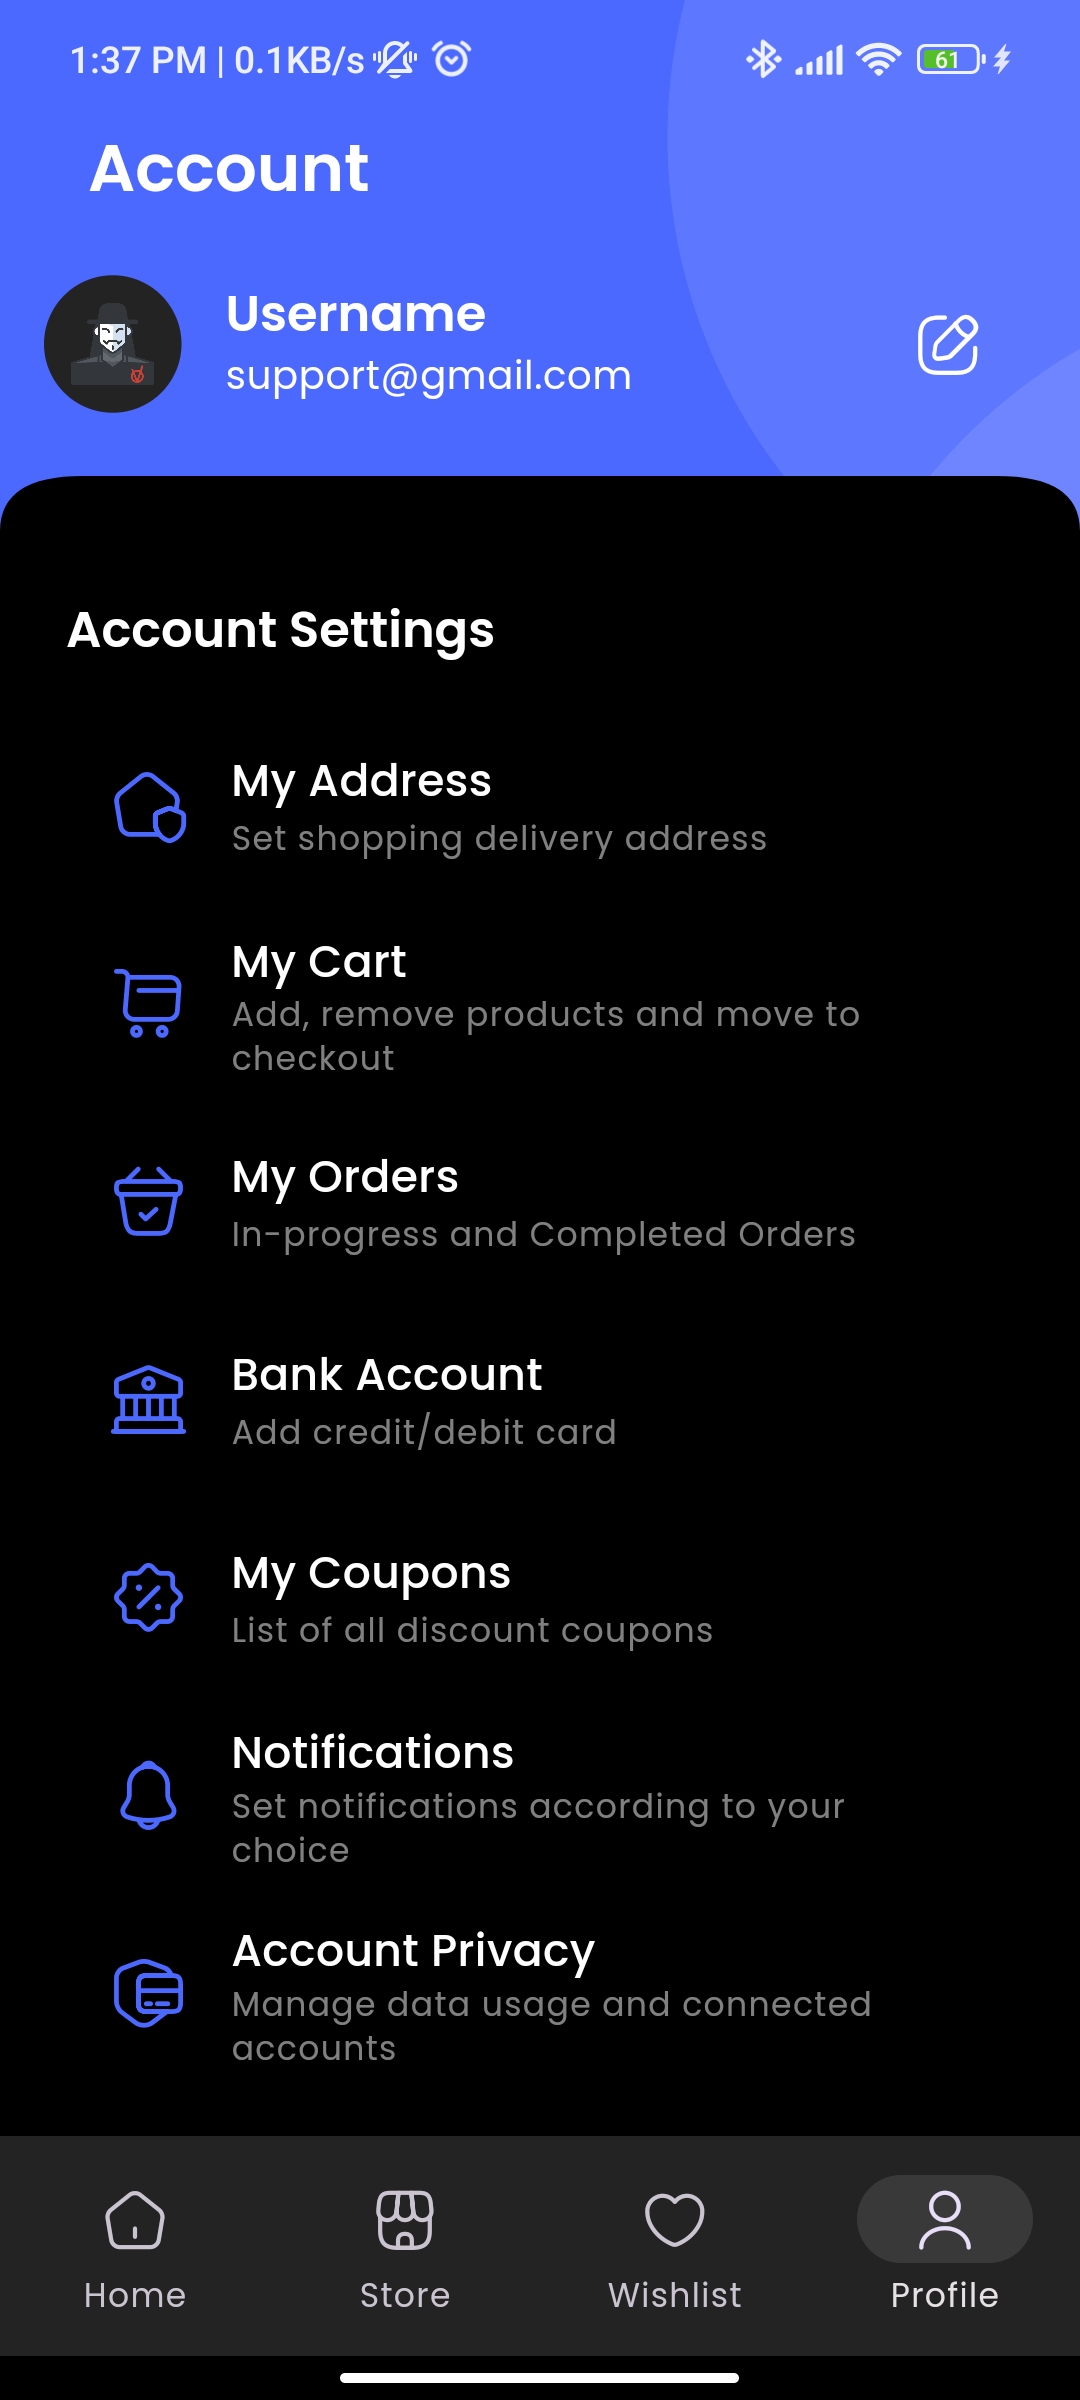 1:37 PM | 0.1KB/s
61
Account
Username
support@gmail.com
Account Settings
My Address
Set shopping delivery address
My Cart
Add, remove products and move to
checkout
My Orders
In-progress and Completed Orders
Bank Account
Add credit/debit card
My Coupons
List of all discount coupons
Notifications
Set notifications according to your
choice
Account Privacy
Manage data usage and connected
accounts
Home
Store
Wishlist
Profile